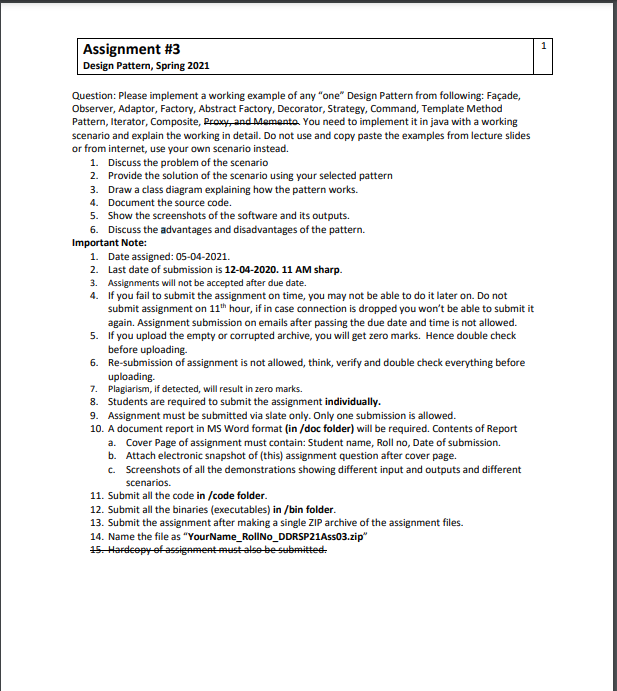 Assignment #3
1
Design Pattern, Spring 2021
Question: Please implement a working example of any “one” Design Pattern from following: Façade,
Observer, Adaptor, Factory, Abstract Factory, Decorator, Strategy, Command, Template Method
Pattern, Iterator, Composite, Proxy, and Memento. You need to implement it in java with a working
scenario and explain the working in detail. Do not use and copy paste the examples from lecture slides
or from internet, use your own scenario instead.
1. Discuss the problem of the scenario
2. Provide the solution of the scenario using your selected pattern
3. Draw a class diagram explaining how the pattern works.
4. Document the source code.
5. Show the screenshots of the software and its outputs.
6. Discuss the advantages and disadvantages of the pattern.
Important Note:
1. Date assigned: 05-04-2021.
2. Last date of submission is 12-04-2020. 11 AM sharp.
3. Assignments will not be accepted after due date.
4. If you fail to submit the assignment on time, you may not be able to do it later on. Do not
submit assignment on 11th hour, if in case connection is dropped you won’t be able to submit it
again. Assignment submission on emails after passing the due date and time is not allowed.
5. If you upload the empty or corrupted archive, you will get zero marks. Hence double check
before uploading.
6. Re-submission of assignment is not allowed, think, verify and double check everything before
uploading.
7. Plagiarism, if detected, will result in zero marks.
8. Students are required to submit the assignment individually.
9. Assignment must be submitted via slate only. Only one submission is allowed.
10. A document report in MS Word format (in /doc folder) will be required. Contents of Report
a. Cover Page of assignment must contain: Student name, Roll no, Date of submission.
b. Attach electronic snapshot of (this) assignment question after cover page.
c. Screenshots of all the demonstrations showing different input and outputs and different
scenarios.
11. Submit all the code in /code folder.
12. Submit all the binaries (executables) in /bin folder.
13. Submit the assignment after making a single ZIP archive of the assignment files.
14. Name the file as “YourName_RollNo_DDRSP21Ass03.zip”
15. Hardcopy of assignment must also be submitted.